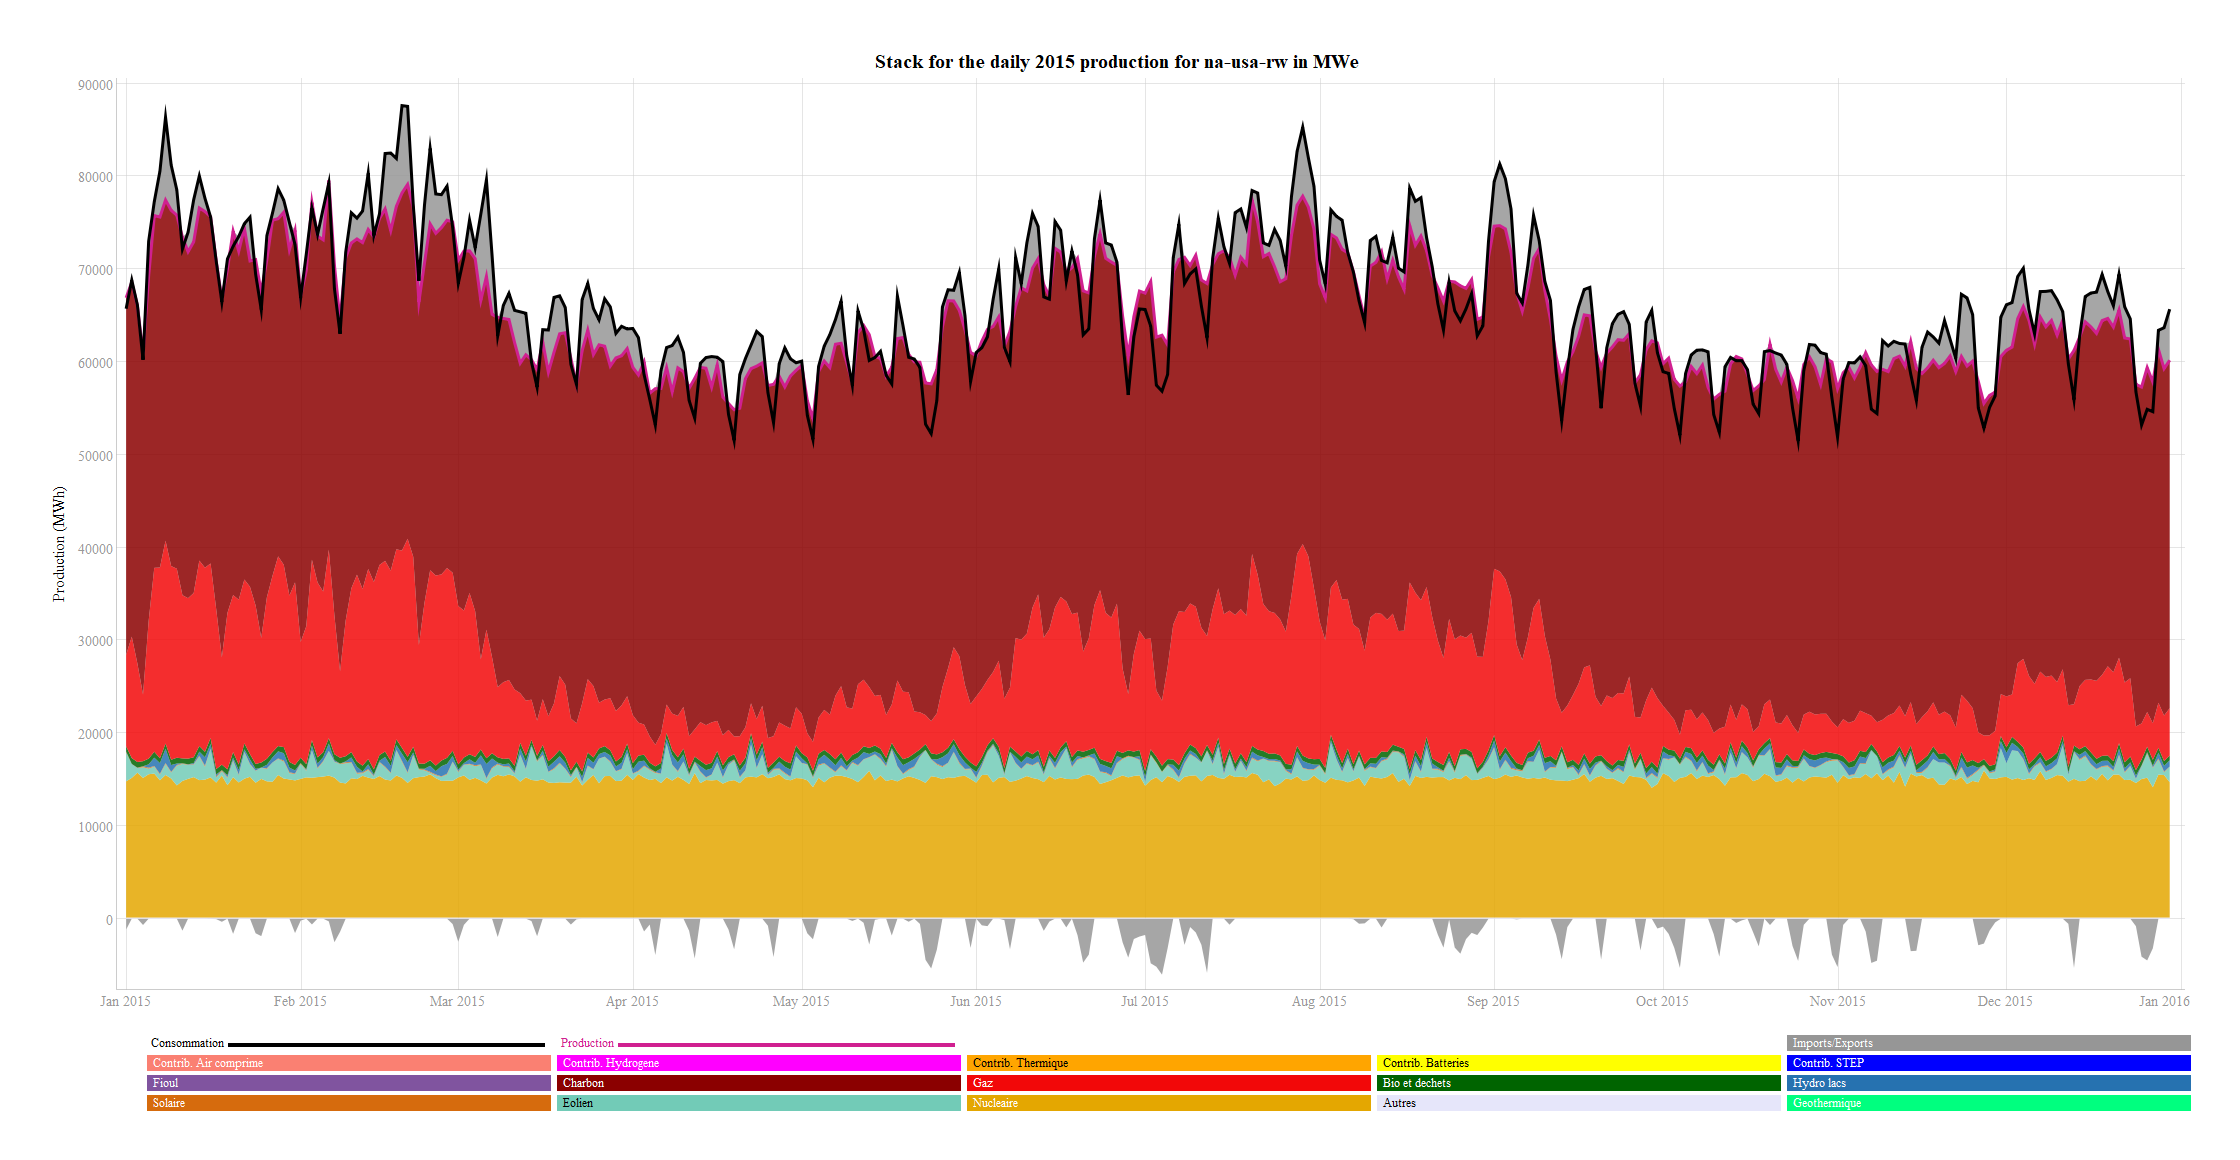 Stack for the daily 2015 production for na-usa-rw in MWe
90000
80000
70000
60000
50000
40000
30000
20000
10000
0
Production (MWh)
Jan 2015 Feb 2015 Mar 2015 Apr 2015 May 2015 Jun 2015 Jul 2015 Aug 2015 Sep 2015 Oct 2015 Nov 2015 Dec 2015 Jan 2016
Consommation Production Imports/Exports
Contrib. Air comprime Contrib. Hydrogene Contrib. Thermique Contrib. Batteries Contrib. STEP
Fioul Charbon Gaz Bio et dechets Hydro lacs
Solaire Eolien Nucleaire Autres Geothermique